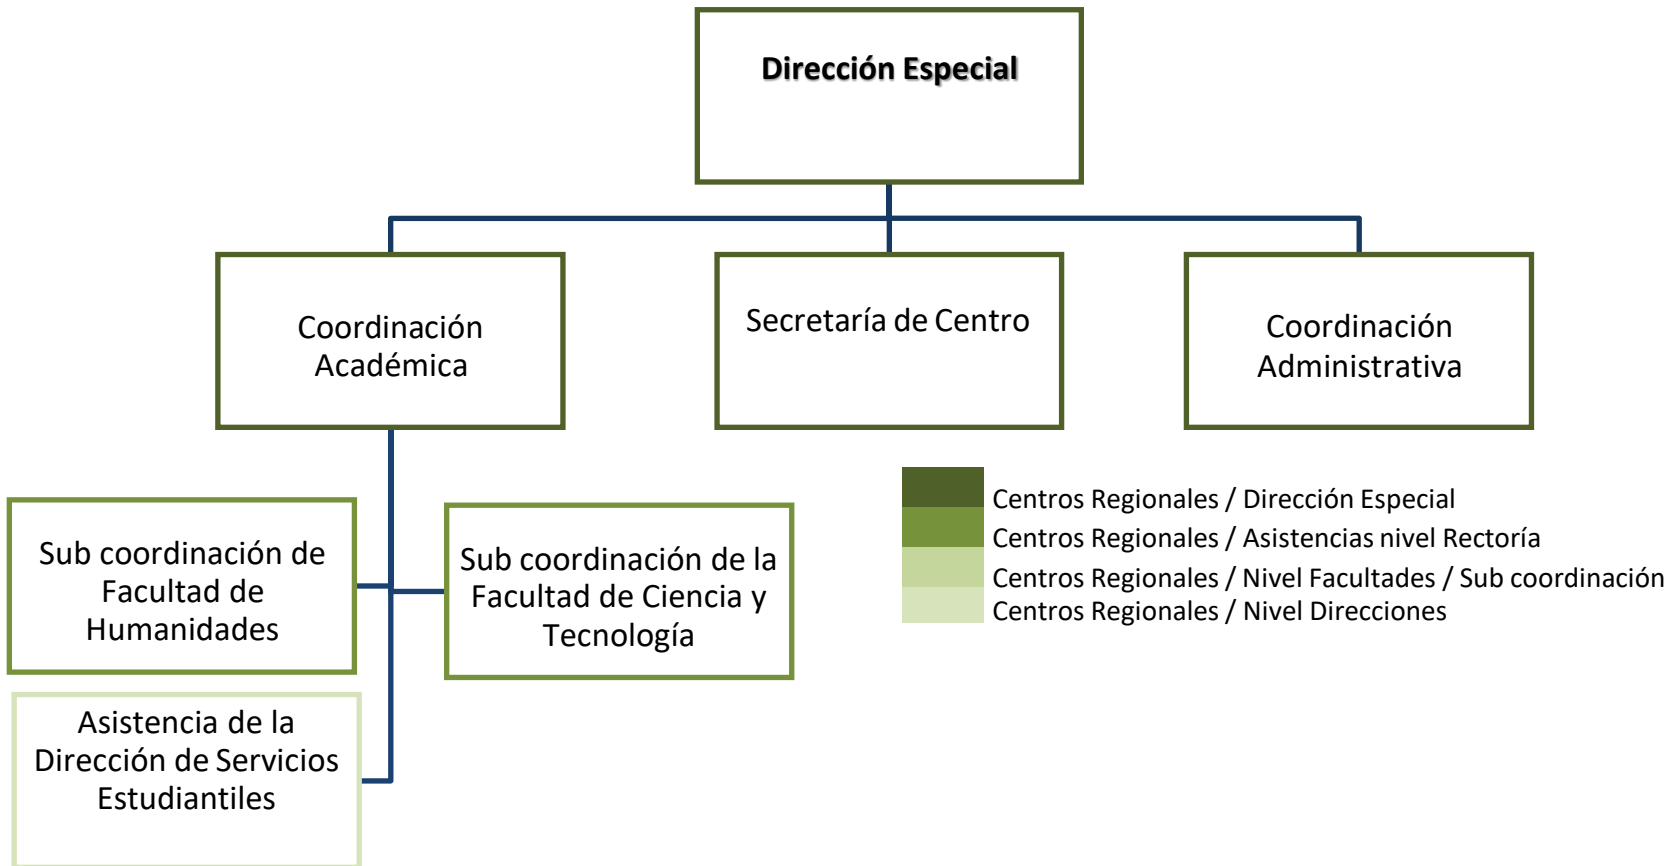 Dirección Especial
Coordinación
Académica
Secretaría de Centro
Coordinación
Administrativa
Sub coordinación de
Facultad de
Humanidades
Sub coordinación de la
Facultad de Ciencia y
Tecnología
Asistencia de la
Dirección de Servicios
Estudiantiles
Centros Regionales / Dirección Especial
Centros Regionales / Asistencias nivel Rectoría
Centros Regionales / Nivel Facultades / Sub coordinación
Centros Regionales / Nivel Direcciones